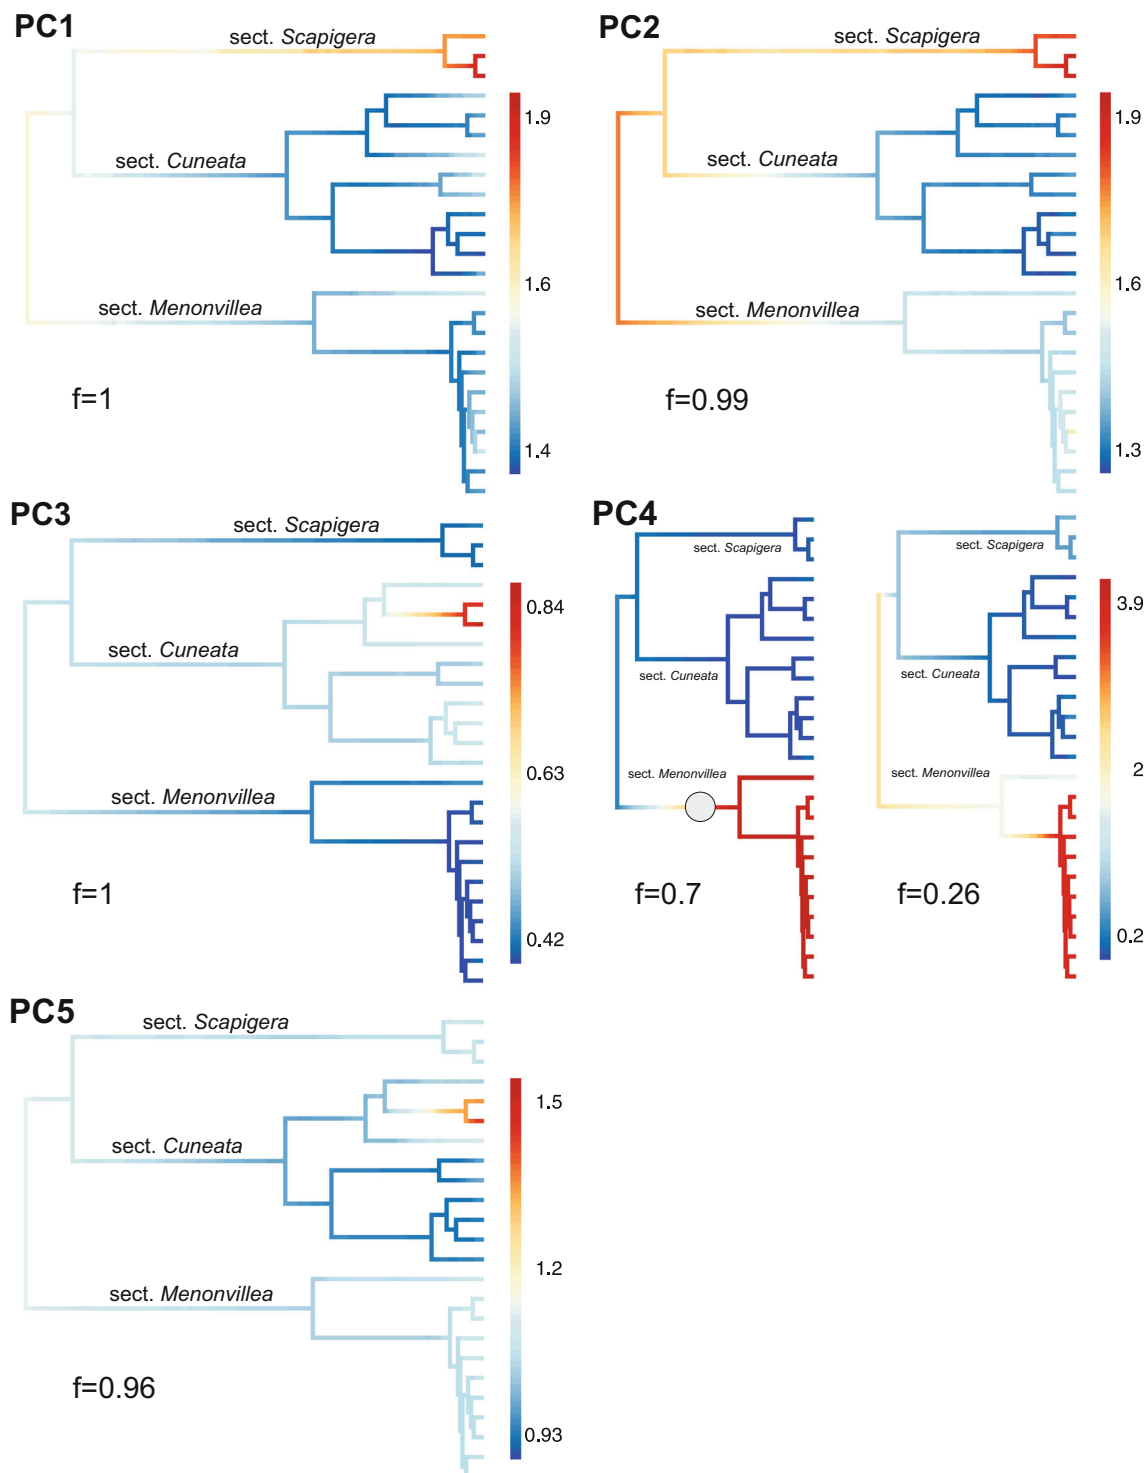 PC1
sect. Scapigera
sect. Cuneata
sect. Menonvillea
f=1
1.9
1.6
1.4
PC2
sect. Scapigera
sect. Cuneata
sect. Menonvillea
f=0.99
1.9
1.6
1.3
PC3
sect. Scapigera
sect. Cuneata
sect. Menonvillea
f=1
0.84
0.63
0.42
PC4
sect. Scapigera
sect. Cuneata
sect. Menonvillea
f=0.7
sect. Scapigera
sect. Cuneata
sect. Menonvillea
f=0.26
3.9
2
0.2
PC5
sect. Scapigera
sect. Cuneata
sect. Menonvillea
f=0.96
1.5
1.2
0.93